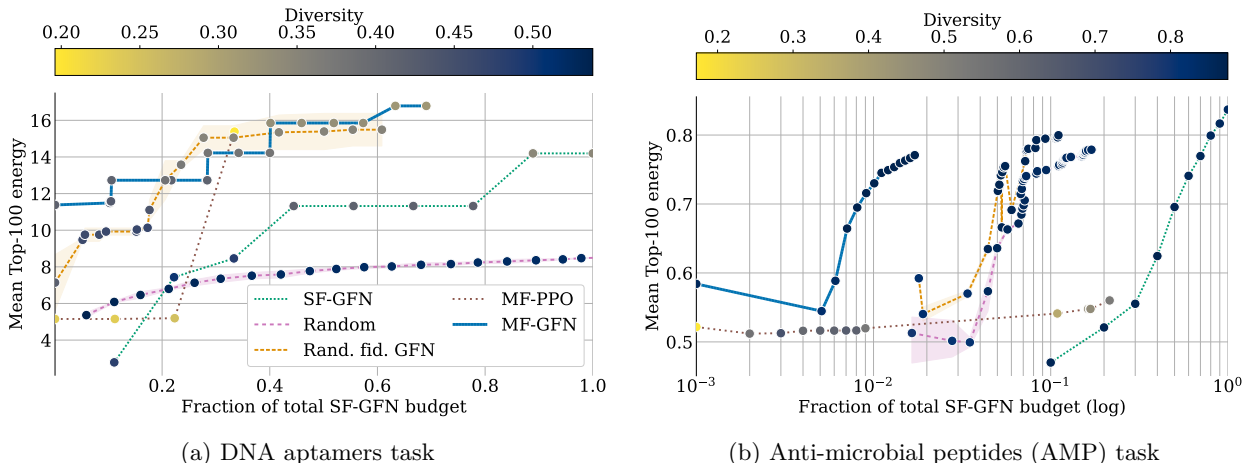 Diversity
0.20 0.25 0.30 0.35 0.40 0.45 0.50
Mean Top-100 energy
16
14
12
10
8
6
4
SF-GFN
Random
Rand. fid. GFN
MF-PPO
MF-GFN
0.2 0.4 0.6 0.8 1.0
Fraction of total SF-GFN budget
(a) DNA aptamers task
Diversity
0.2 0.3 0.4 0.5 0.6 0.7 0.8
Mean Top-100 energy
0.8
0.7
0.6
0.5
10⁻³ 10⁻² 10⁻¹ 10⁰
Fraction of total SF-GFN budget (log)
(b) Anti-microbial peptides (AMP) task